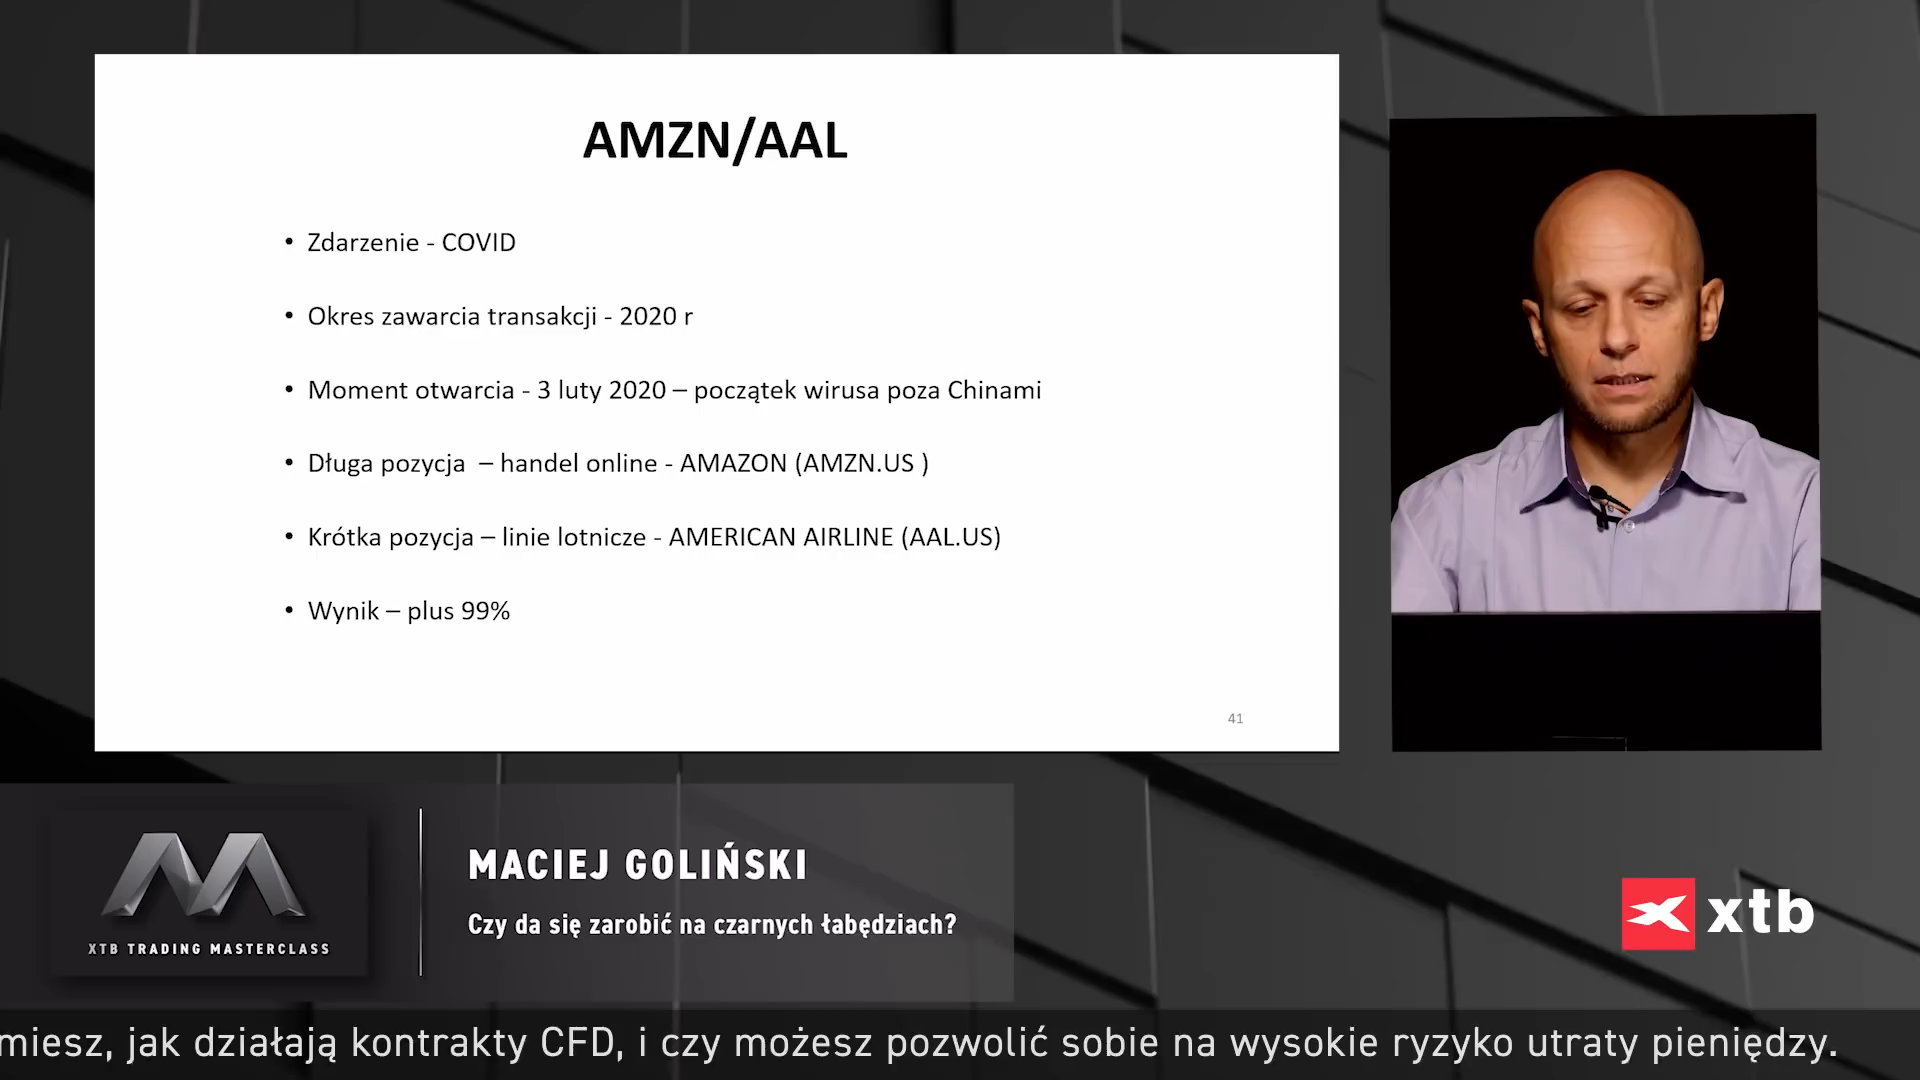 AMZN/AAL
• Zdarzenie - COVID
• Okres zawarcia transakcji - 2020 r
• Moment otwarcia - 3 luty 2020 – początek wirusa poza Chinami
• Długa pozycja – handel online - AMAZON (AMZN.US )
• Krótka pozycja – linie lotnicze - AMERICAN AIRLINE (AAL.US)
• Wynik – plus 99%
41
XTB TRADING MASTERCLASS
MACIEJ GOLIŃSKI
Czy da się zarobić na czarnych łabędziach?
xtb
miesz, jak działają kontrakty CFD, i czy możesz pozwolić sobie na wysokie ryzyko utraty pieniędzy.